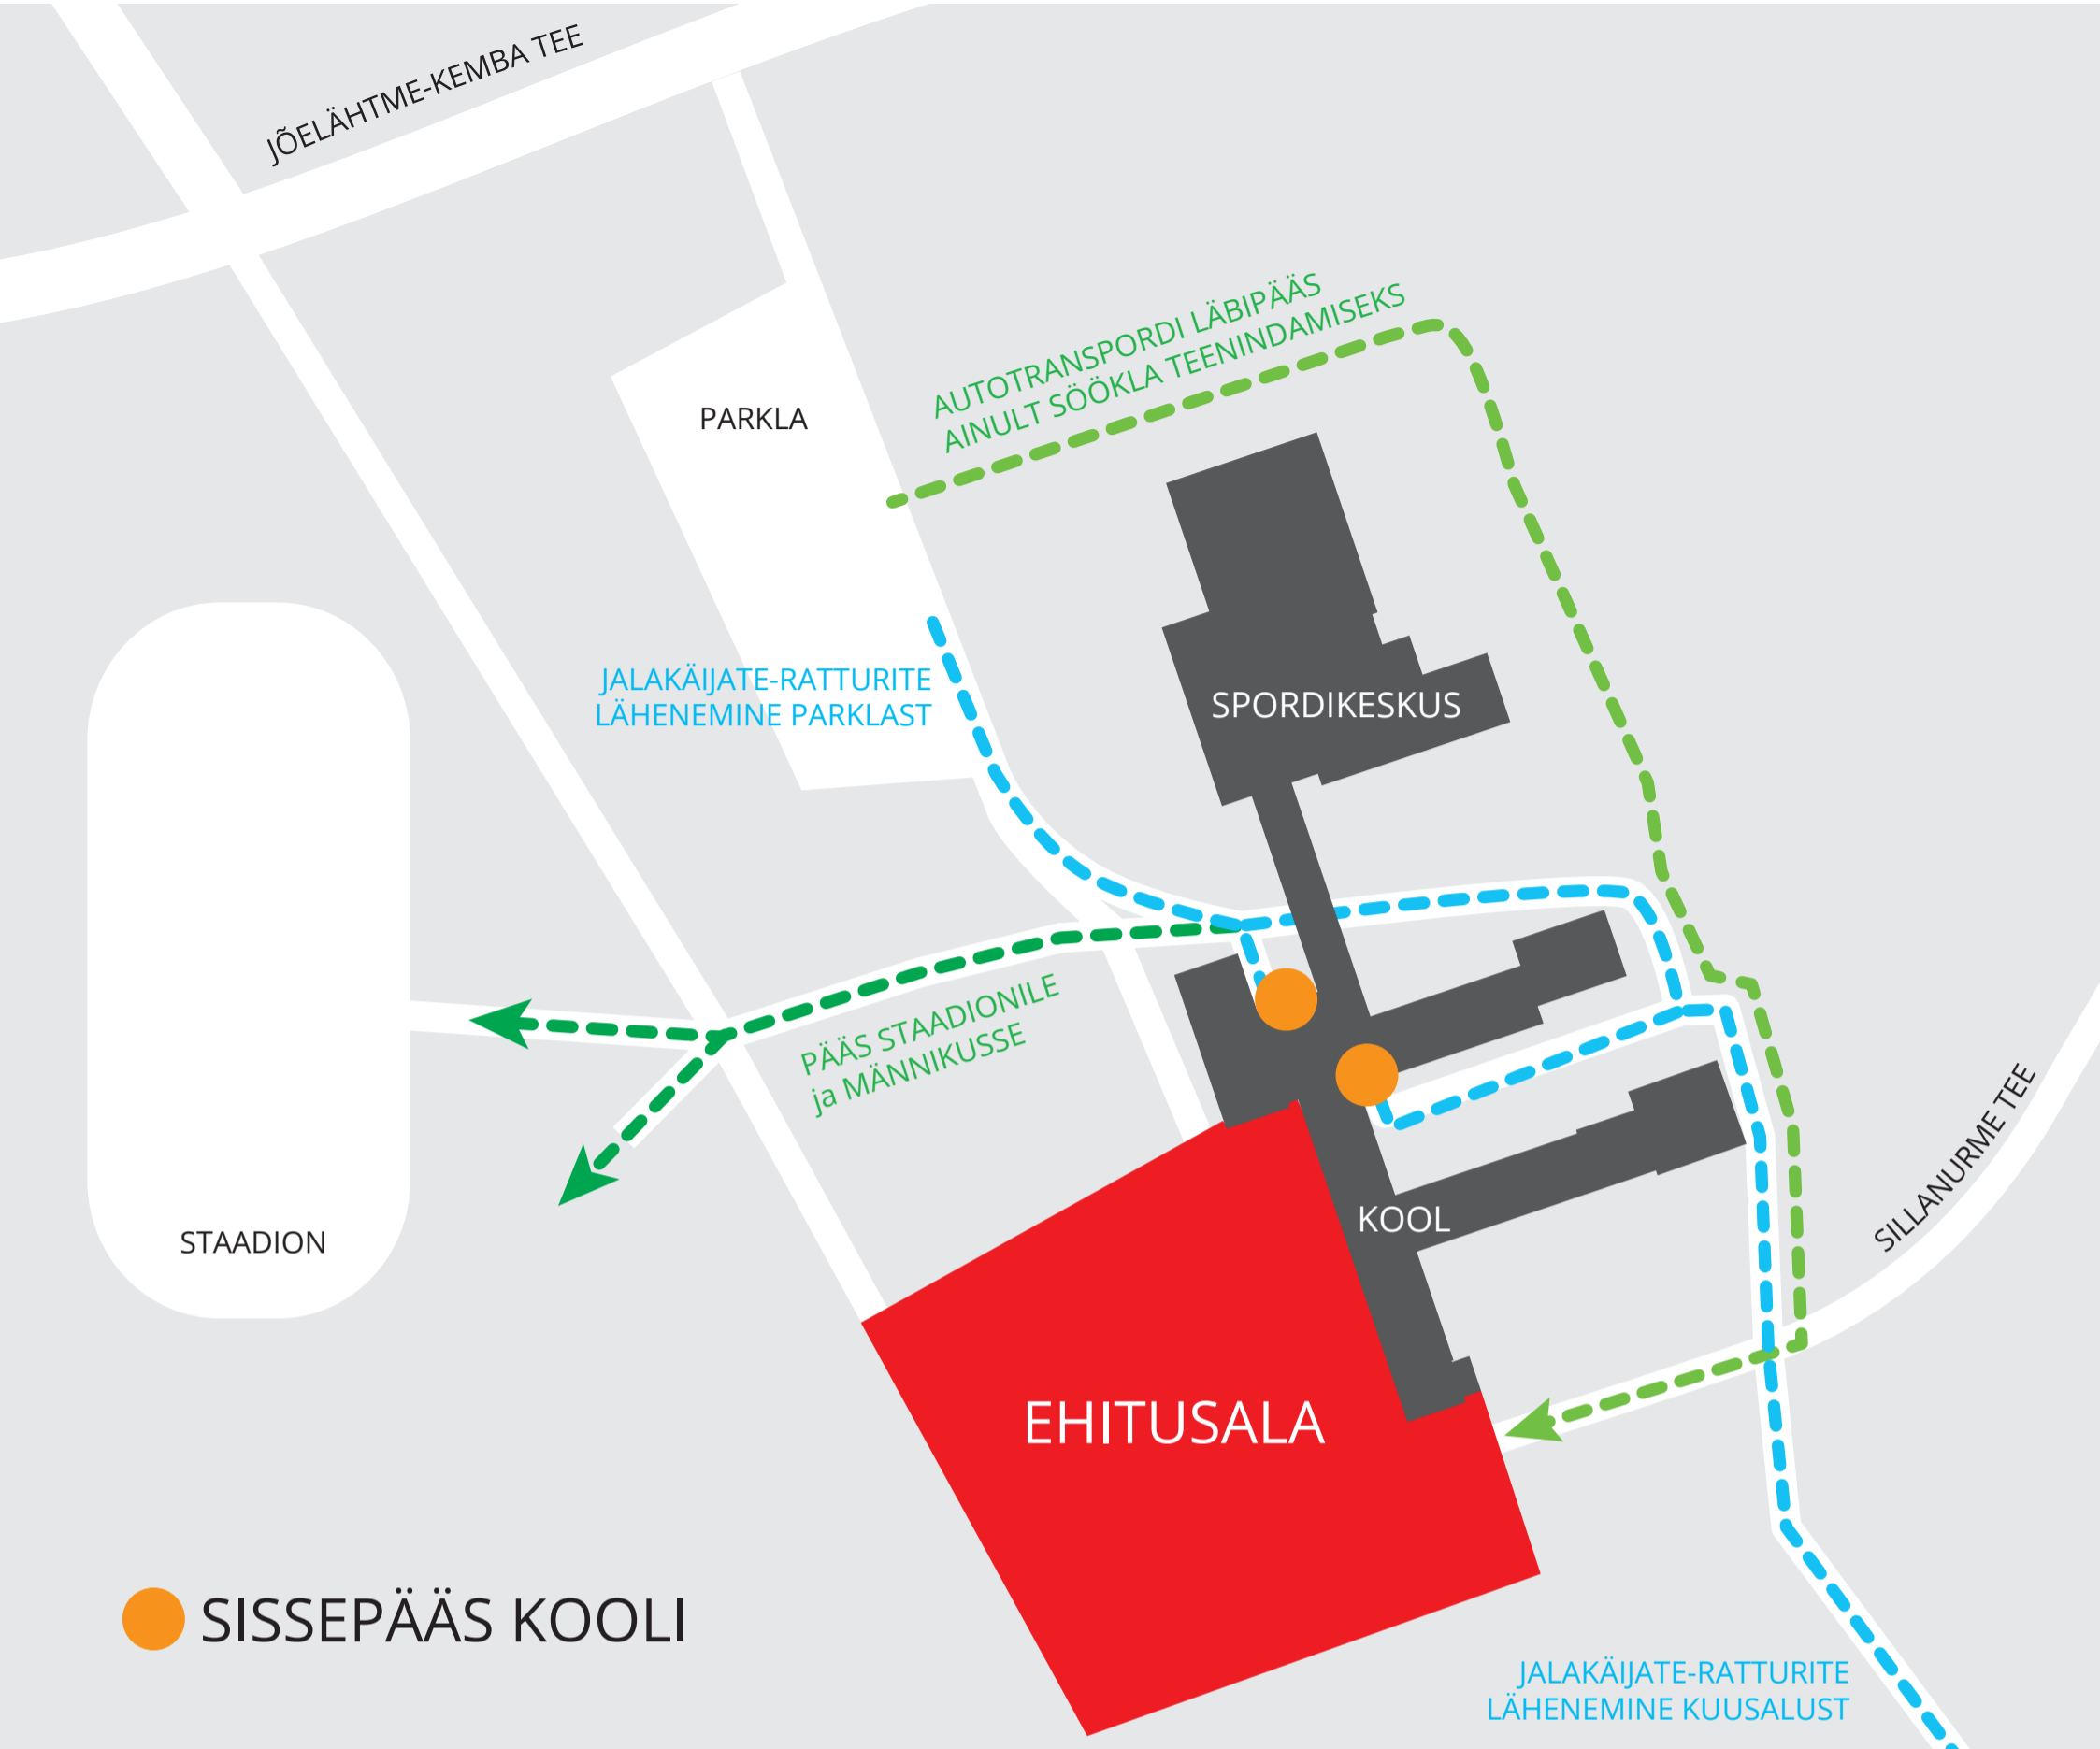 JÕELÄHTME-KEMBA TEE
AUTOTRANSPORDI LÄBIPÄÄS
AINULT SÖÖKLA TEENINDAMISEKS
PARKLA
JALAKÄIJATE-RATTURITE
LÄHENEMINE PARKLAST
SPORDIKESKUS
PÄÄS STAADIONILE
ja MÄNNIKUSSE
SILLANURME TEE
KOOL
STAADION
EHITUSALA
SISSEPÄÄS KOOLI
JALAKÄIJATE-RATTURITE
LÄHENEMINE KUUSALUST